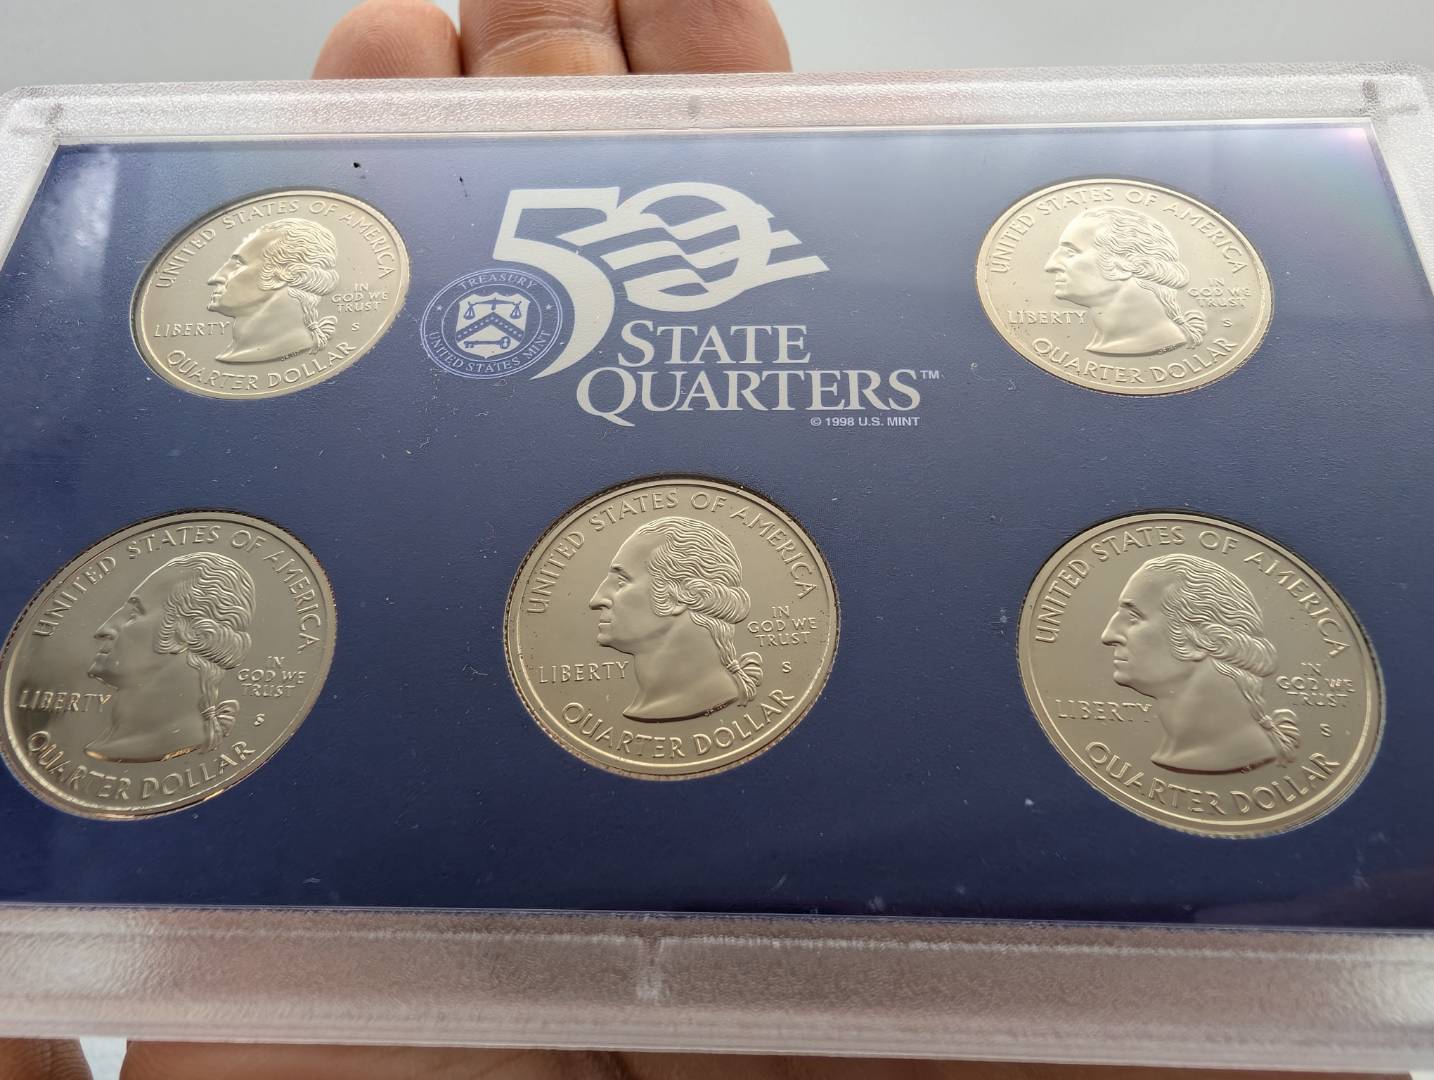 UNITED STATES OF AMERICA
IN
GOD WE
TRUST
LIBERTY
S
QUARTER DOLLAR
50
TREASURY
UNITED STATES MINT
STATE
QUARTERS™
© 1998 U.S. MINT
UNITED STATES OF AMERICA
IN
GOD WE
TRUST
LIBERTY
S
QUARTER DOLLAR
UNITED STATES OF AMERICA
IN
GOD WE
TRUST
LIBERTY
S
QUARTER DOLLAR
UNITED STATES OF AMERICA
IN
GOD WE
TRUST
LIBERTY
S
QUARTER DOLLAR
UNITED STATES OF AMERICA
IN
GOD WE
TRUST
LIBERTY
S
QUARTER DOLLAR